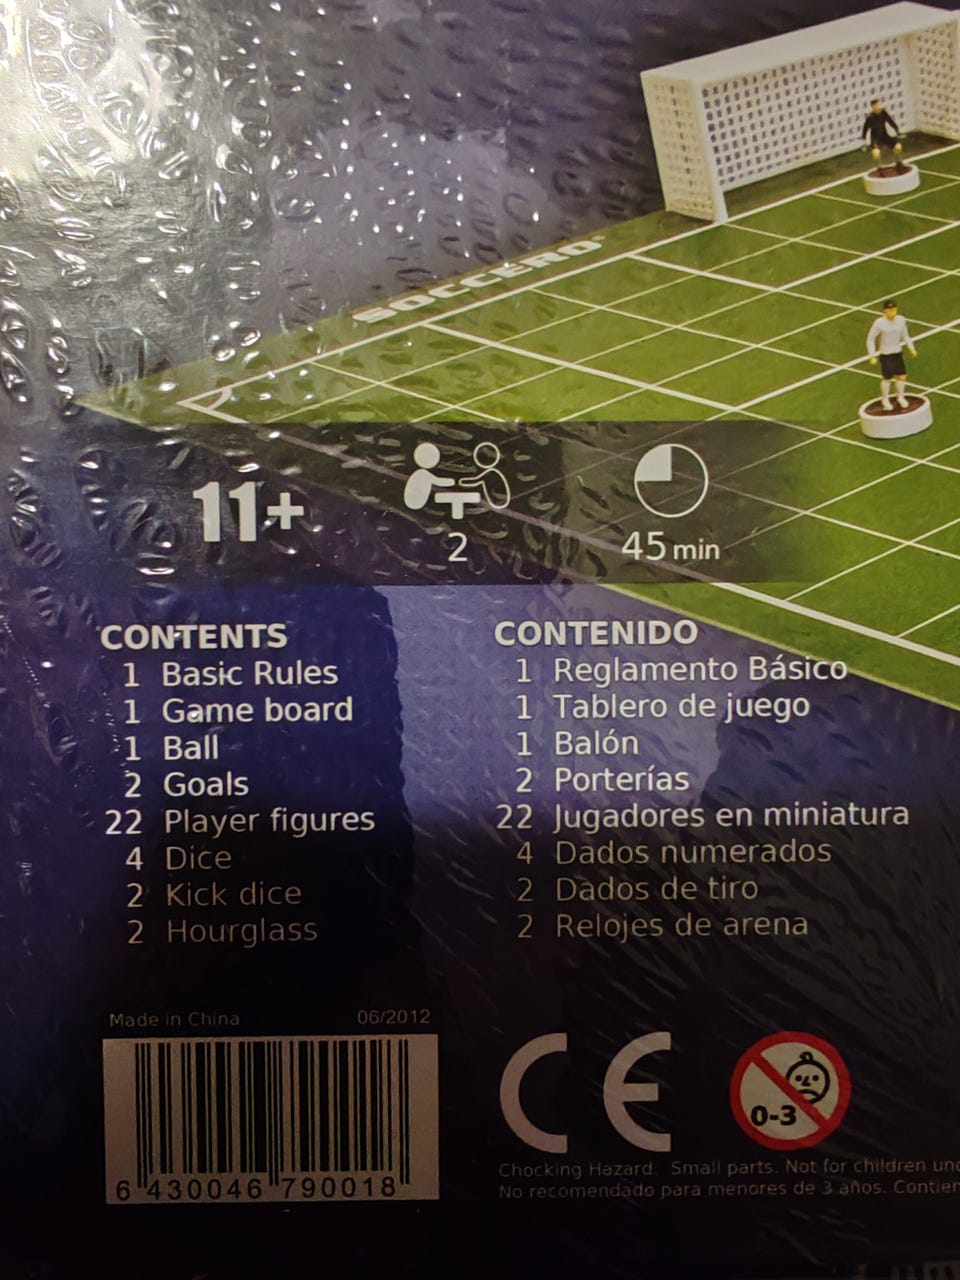 SOCCERO
11+
2
45 min
CONTENTS
1 Basic Rules
1 Game board
1 Ball
2 Goals
22 Player figures
4 Dice
2 Kick dice
2 Hourglass
CONTENIDO
1 Reglamento Básico
1 Tablero de juego
1 Balón
2 Porterías
22 Jugadores en miniatura
4 Dados numerados
2 Dados de tiro
2 Relojes de arena
Made in China 06/2012
6 430046 790018
CE
0-3
Chocking Hazard. Small parts. Not for children
No recomendado para menores de 3 años.